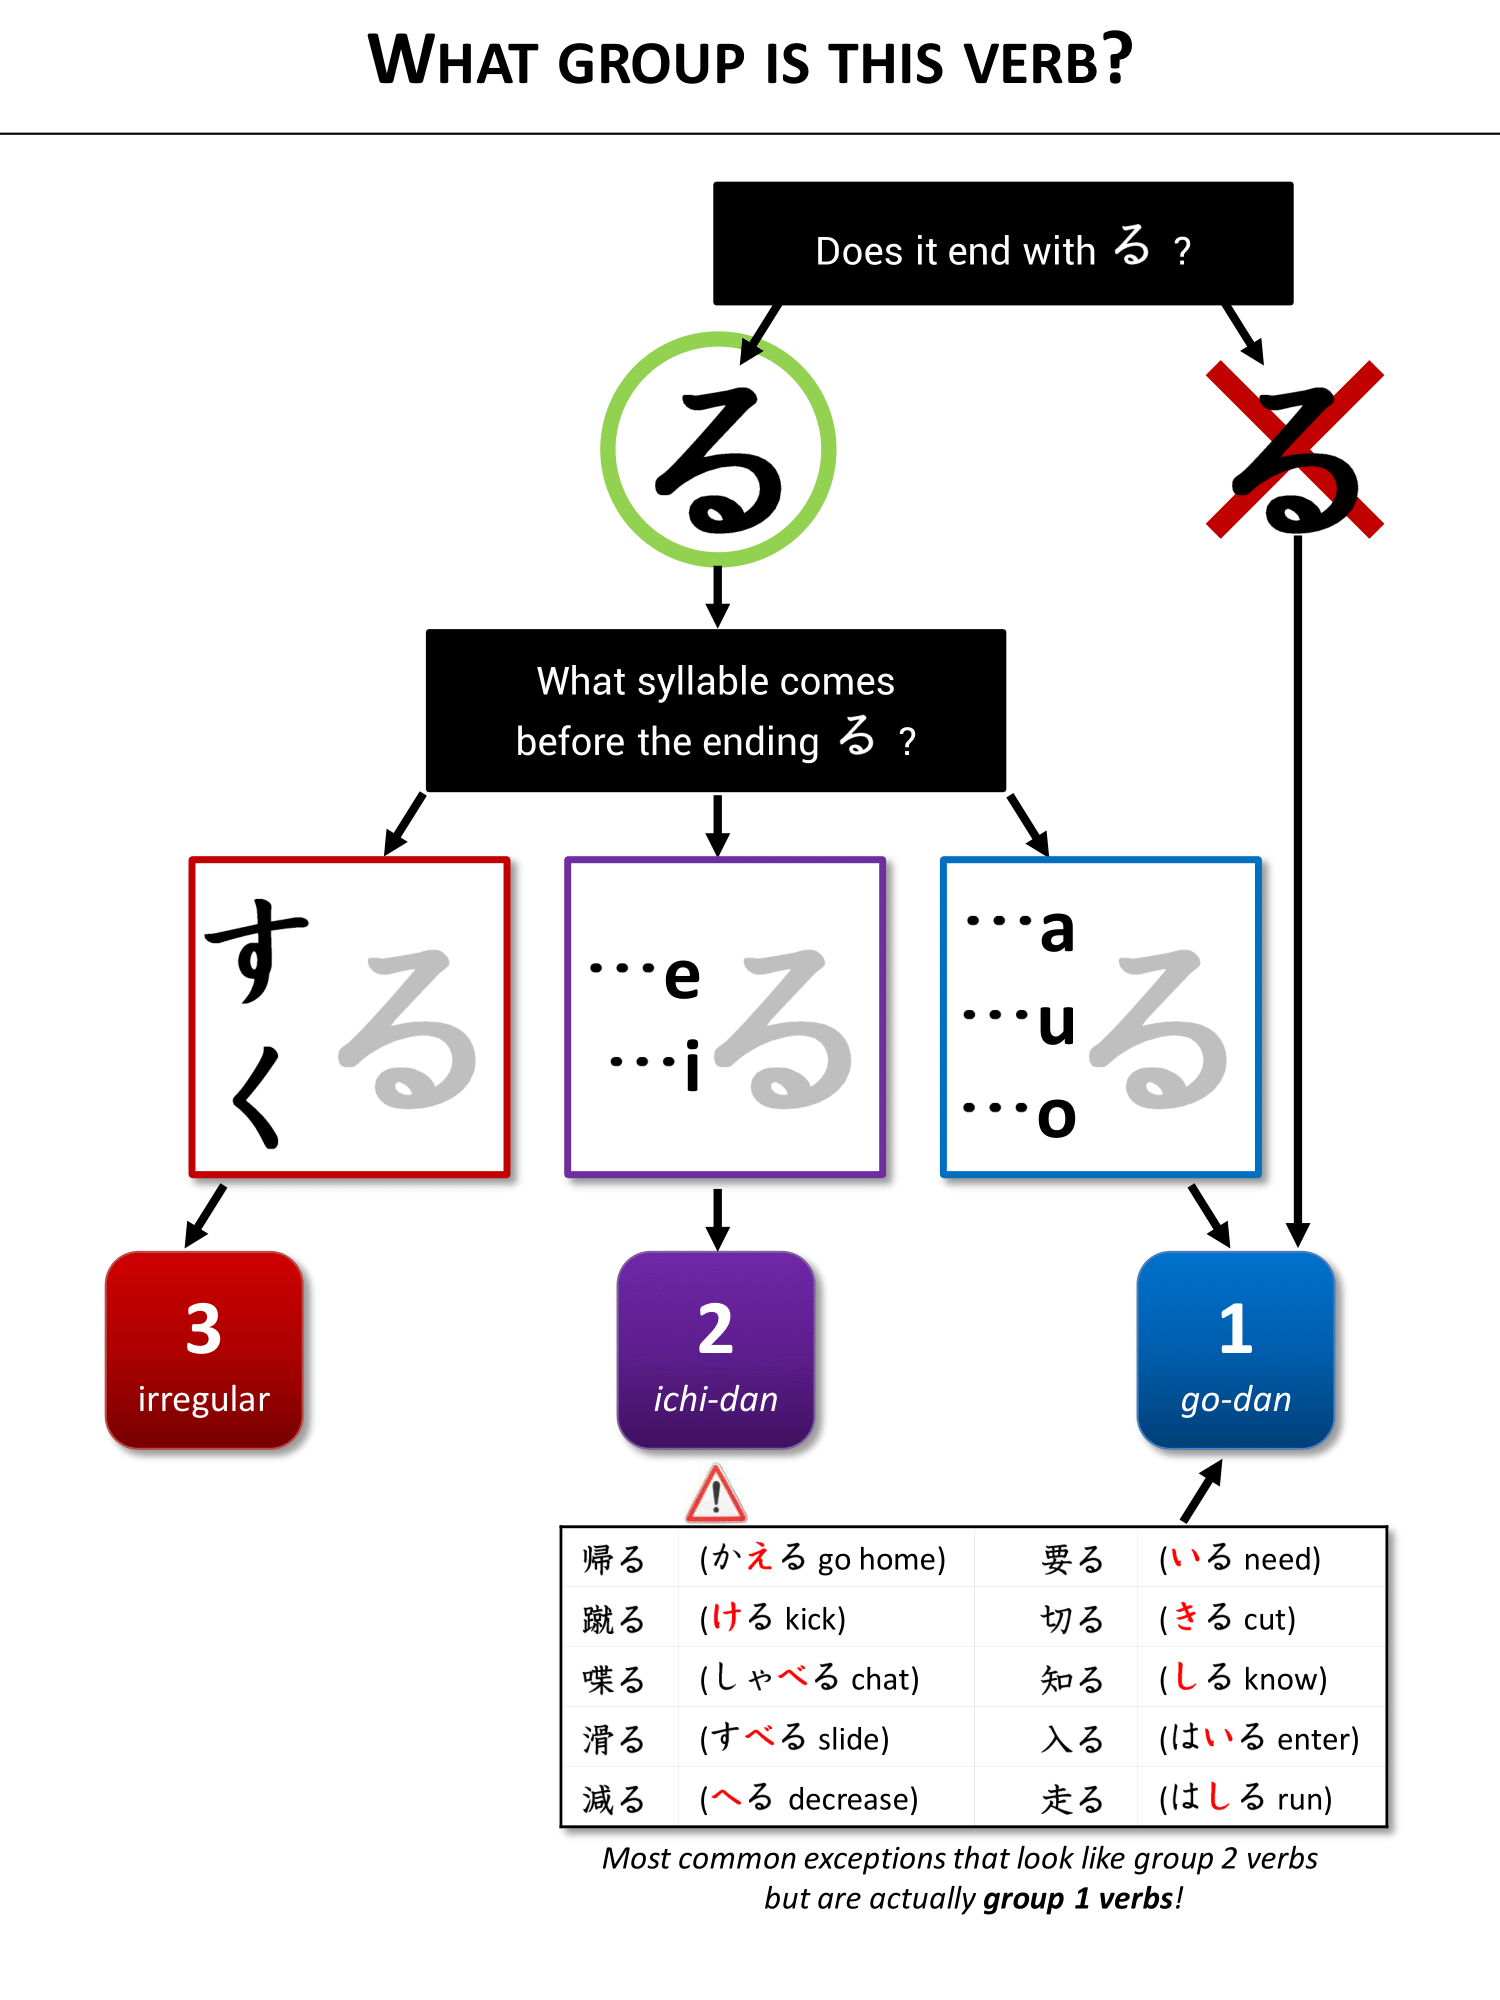 WHAT GROUP IS THIS VERB?
Does it end with る ?
る
る
What syllable comes
before the ending る ?
す
く
る
…e
…i
る
…a
…u
…o
る
3
irregular
2
ichi-dan
1
go-dan
帰る (かえる go home) 要る (いる need)
蹴る (ける kick) 切る (きる cut)
喋る (しゃべる chat) 知る (しる know)
滑る (すべる slide) 入る (はいる enter)
減る (へる decrease) 走る (はしる run)
Most common exceptions that look like group 2 verbs
but are actually group 1 verbs!